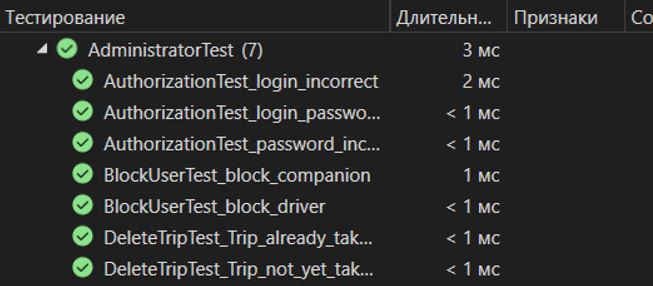 Тестирование Длительн... Признаки Со
AdministratorTest (7) 3 мс
AuthorizationTest_login_incorrect 2 мс
AuthorizationTest_login_passwo... < 1 мс
AuthorizationTest_password_inc... < 1 мс
BlockUserTest_block_companion 1 мс
BlockUserTest_block_driver < 1 мс
DeleteTripTest_Trip_already_tak... < 1 мс
DeleteTripTest_Trip_not_yet_tak... < 1 мс